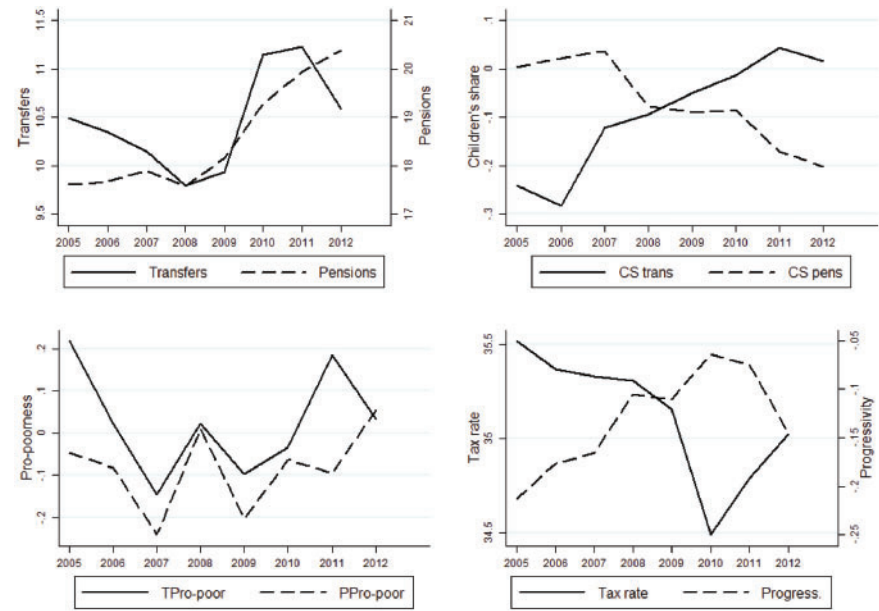 11.5
11
10.5
10
9.5
Transfers
21
20
19
18
17
Pensions
2005 2006 2007 2008 2009 2010 2011 2012
Transfers Pensions
.1
0
-.1
-.2
-.3
Children's share
2005 2006 2007 2008 2009 2010 2011 2012
CS trans CS pens
.2
.1
0
-.1
-.2
Pro-poorness
2005 2006 2007 2008 2009 2010 2011 2012
TPro-poor PPro-poor
35.5
35
34.5
Tax rate
-.05
-.1
-.15
-.2
-.25
Progressivity
2005 2006 2007 2008 2009 2010 2011 2012
Tax rate Progress.